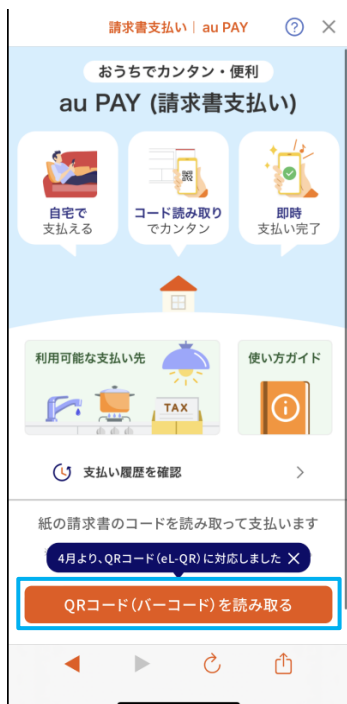 請求書支払い | au PAY
おうちでカンタン・便利
au PAY (請求書支払い)
自宅で
支払える
コード読み取り
でカンタン
即時
支払い完了
利用可能な支払い先
TAX
使い方ガイド
支払い履歴を確認
紙の請求書のコードを読み取って支払います
4月より、QRコード(eL-QR)に対応しました
QRコード(バーコード)を読み取る